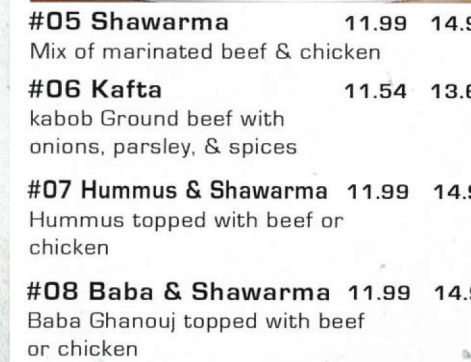 #05 Shawarma 11.99
Mix of marinated beef & chicken
#06 Kafta 11.54
kabob Ground beef with
onions, parsley, & spices
#07 Hummus & Shawarma 11.99
Hummus topped with beef or
chicken
#08 Baba & Shawarma 11.99
Baba Ghanouj topped with beef
or chicken